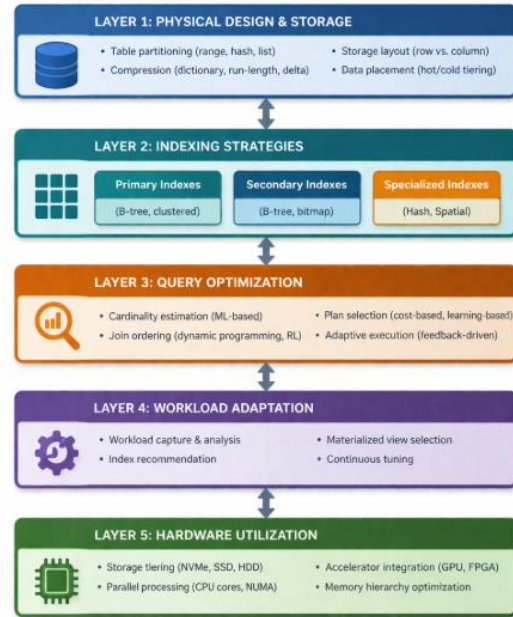 LAYER 1: PHYSICAL DESIGN & STORAGE
• Table partitioning (range, hash, list)
• Compression (dictionary, run-length, delta)
• Storage layout (row vs. column)
• Data placement (hot/cold tiering)
LAYER 2: INDEXING STRATEGIES
Primary Indexes
(B-tree, clustered)
Secondary Indexes
(B-tree, bitmap)
Specialized Indexes
(Hash, Spatial)
LAYER 3: QUERY OPTIMIZATION
• Cardinality estimation (ML-based)
• Join ordering (dynamic programming, RL)
• Plan selection (cost-based, learning-based)
• Adaptive execution (feedback-driven)
LAYER 4: WORKLOAD ADAPTATION
• Workload capture & analysis
• Index recommendation
• Materialized view selection
• Continuous tuning
LAYER 5: HARDWARE UTILIZATION
• Storage tiering (NVMe, SSD, HDD)
• Parallel processing (CPU cores, NUMA)
• Accelerator integration (GPU, FPGA)
• Memory hierarchy optimization